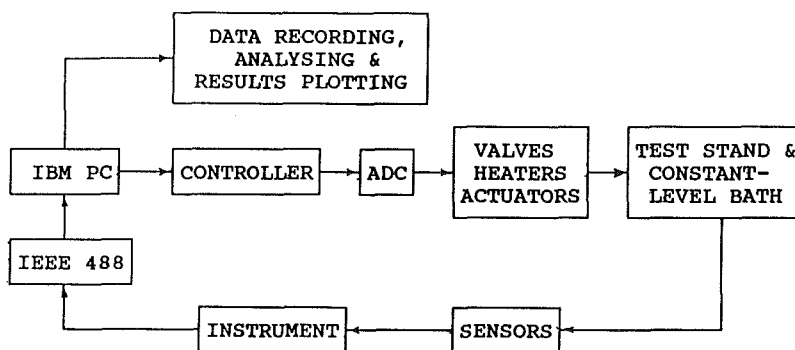 DATA RECORDING,
ANALYSING &
RESULTS PLOTTING
IBM PC
CONTROLLER
ADC
VALVES
HEATERS
ACTUATORS
TEST STAND &
CONSTANT-
LEVEL BATH
IEEE 488
INSTRUMENT
SENSORS